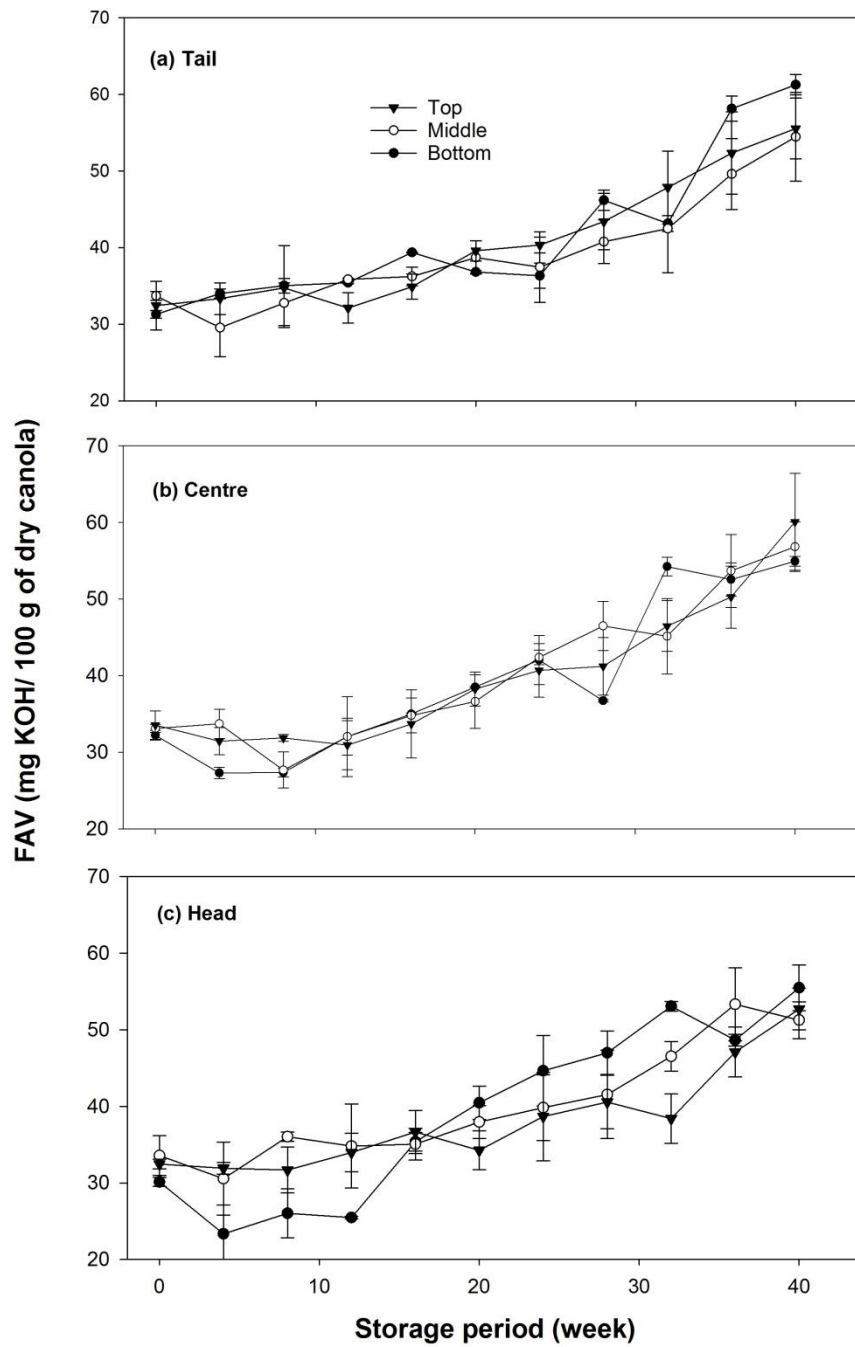 70
(a) Tail
60
Top
Middle
Bottom
50
40
30
20
70
(b) Centre
60
50
40
30
20
FAV (mg KOH/ 100 g of dry canola)
70
(c) Head
60
50
40
30
20
0 10 20 30 40
Storage period (week)